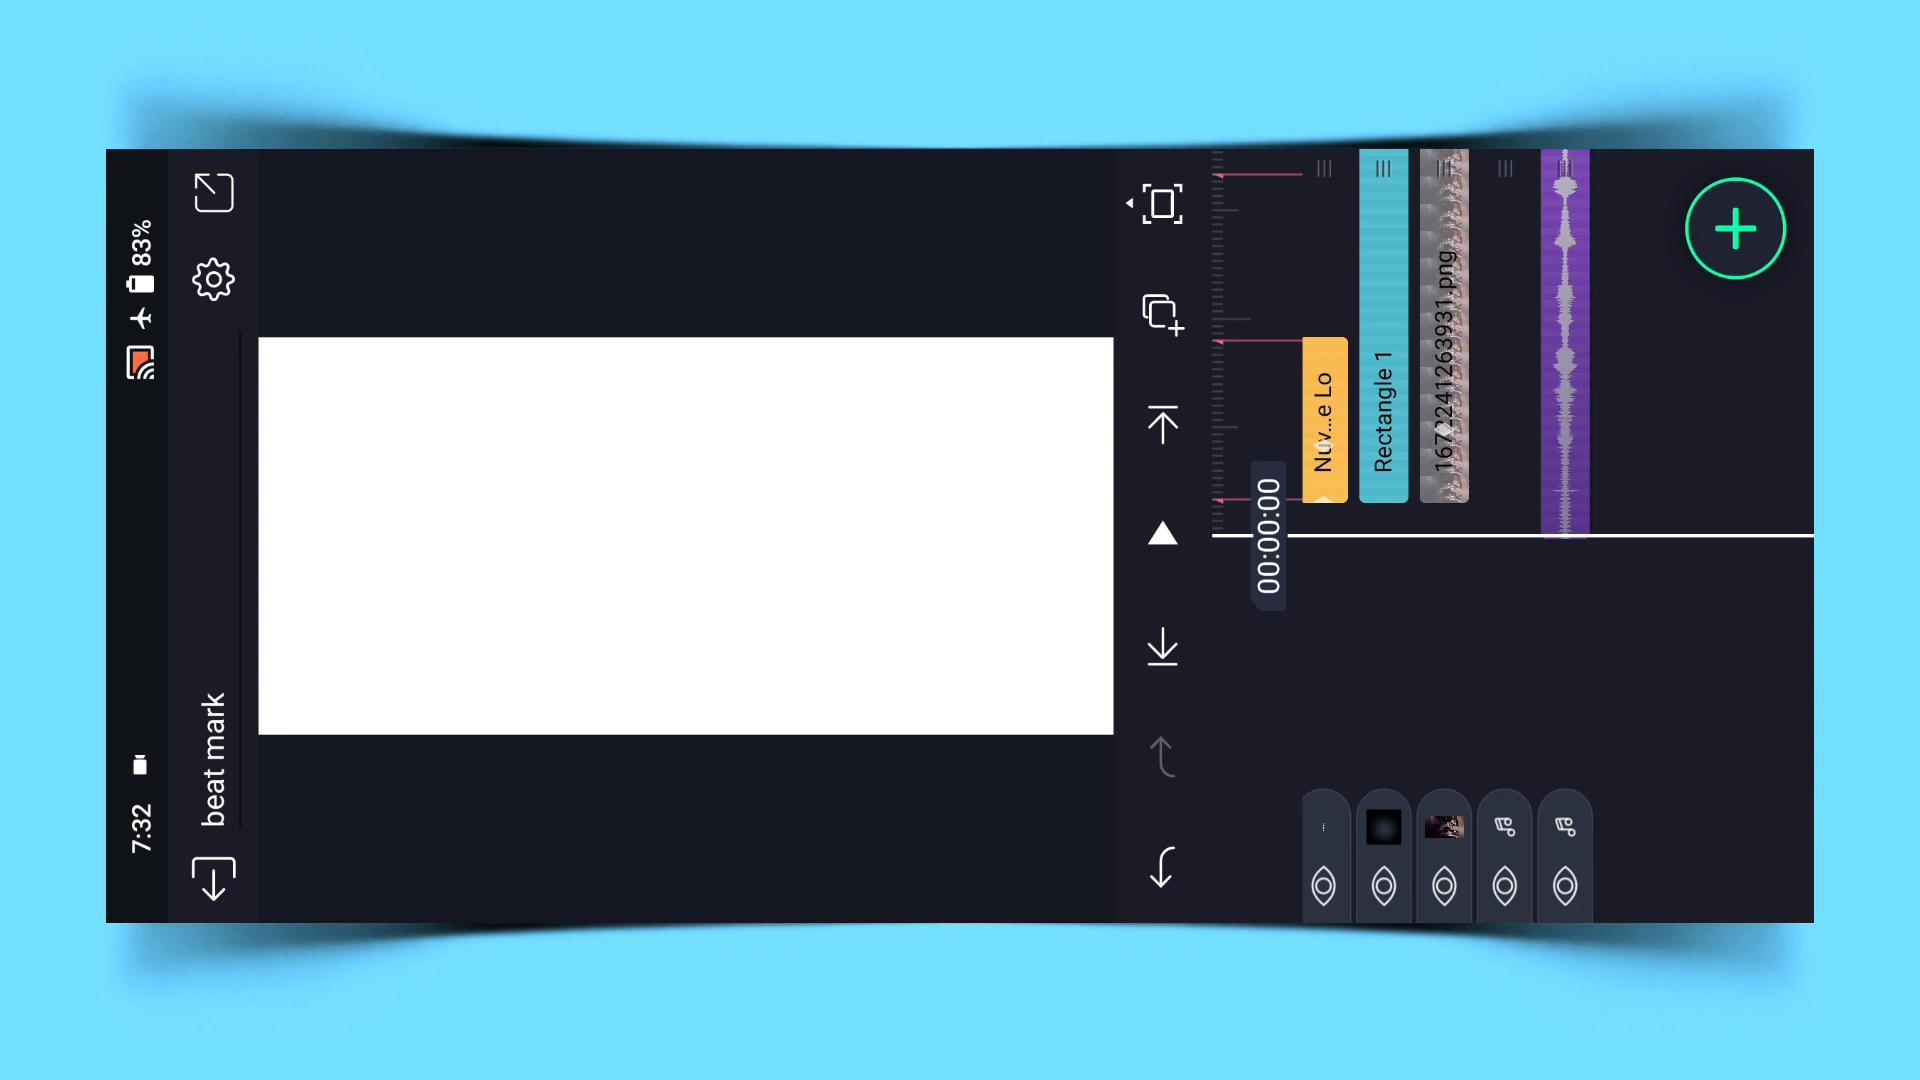 7:32
83%
beat mark
00:00:00
Nuv...e Lo
Rectangle 1
1672241263931.png